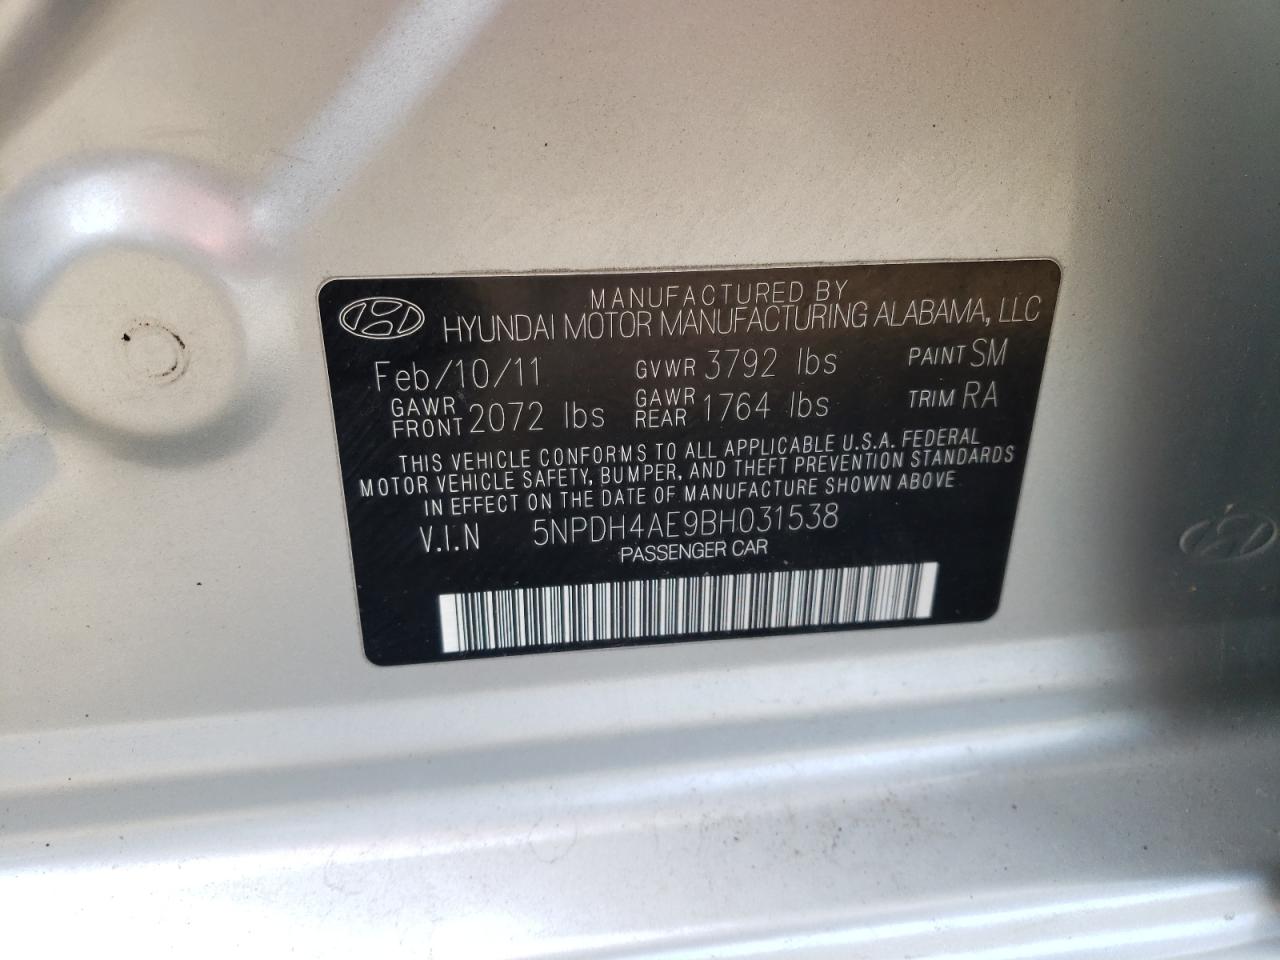 MANUFACTURED BY
HYUNDAI MOTOR MANUFACTURING ALABAMA, LLC
Feb/10/11 GVWR 3792 lbs PAINT SM
GAWR FRONT 2072 lbs GAWR REAR 1764 lbs TRIM RA
THIS VEHICLE CONFORMS TO ALL APPLICABLE U.S.A. FEDERAL
MOTOR VEHICLE SAFETY, BUMPER, AND THEFT PREVENTION STANDARDS
IN EFFECT ON THE DATE OF MANUFACTURE SHOWN ABOVE
V.I.N 5NPDH4AE9BH031538
PASSENGER CAR